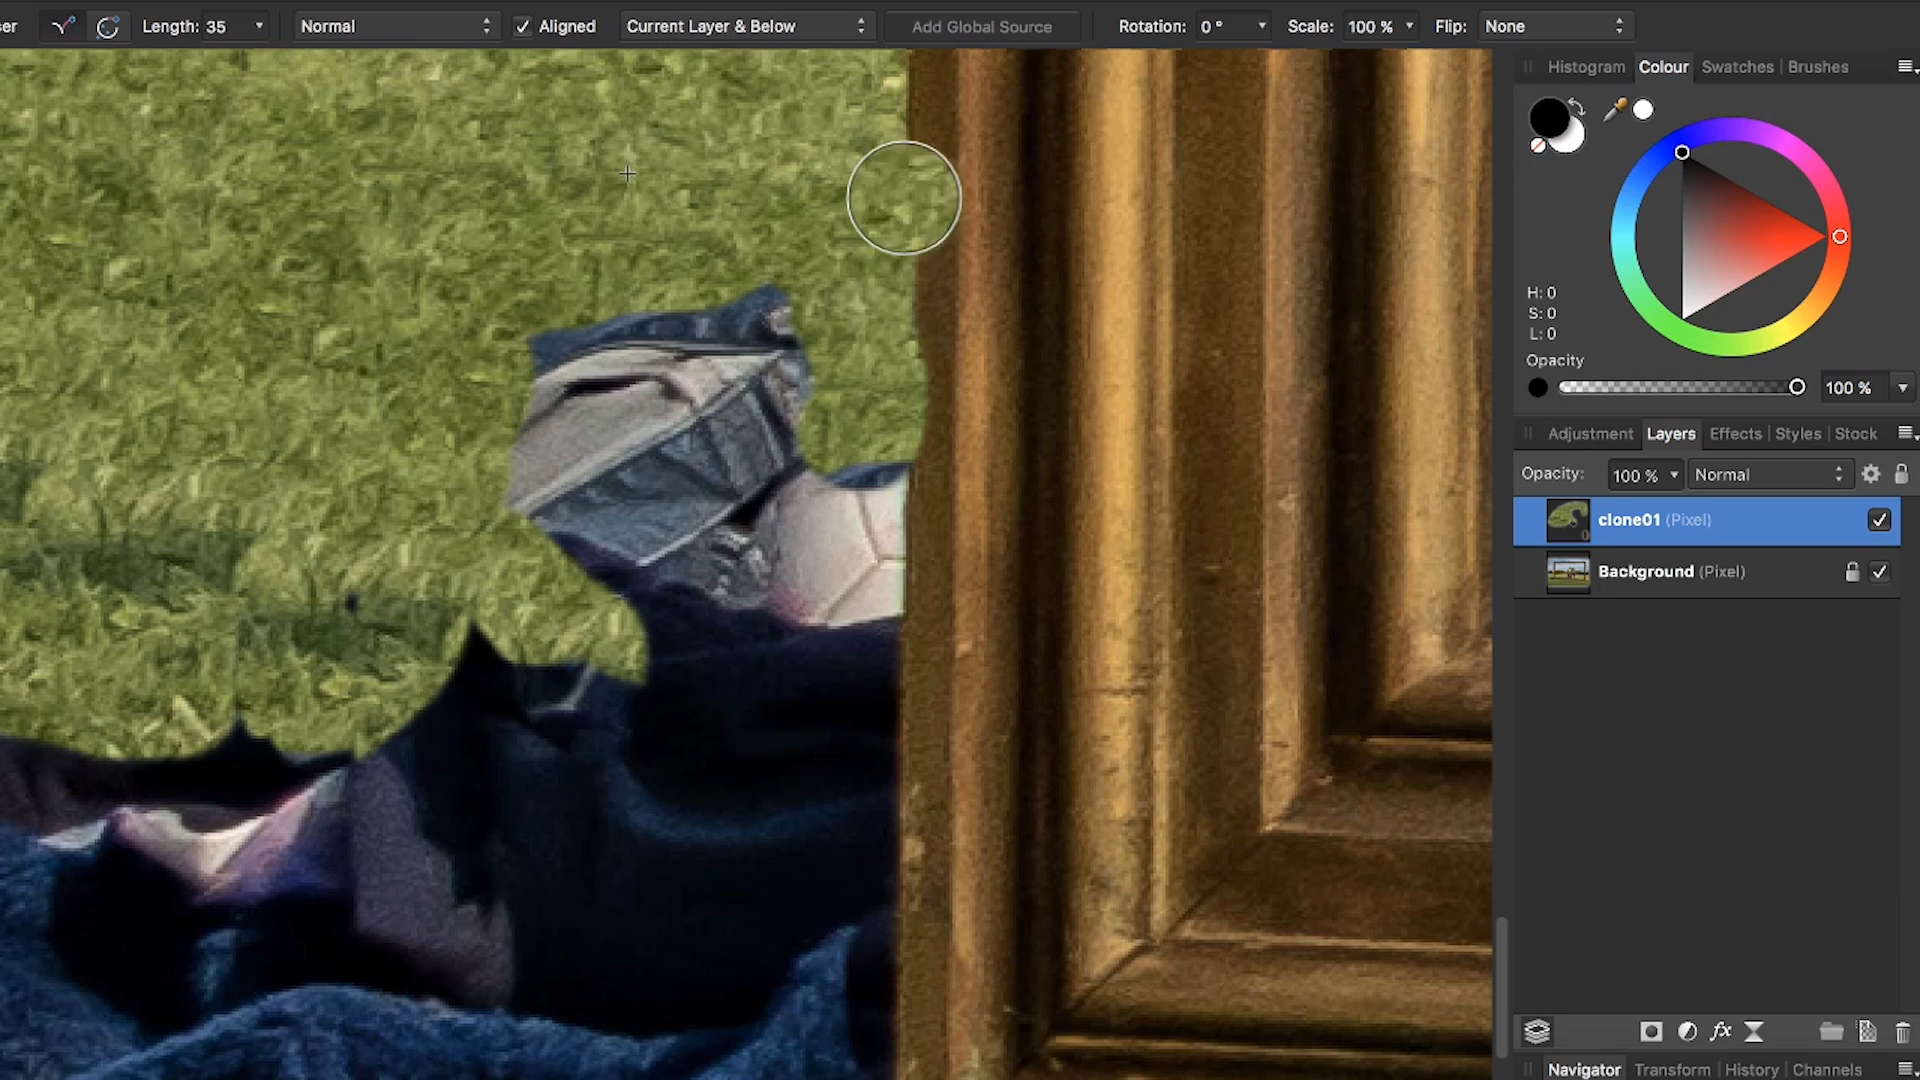 ser Length: 35 Normal Aligned Current Layer & Below Add Global Source Rotation: 0 ° Scale: 100 % Flip: None
Histogram Colour Swatches Brushes
H: 0
S: 0
L: 0
Opacity
100 %
Adjustment Layers Effects Styles Stock
Opacity: 100 % Normal
clone01 (Pixel)
Background (Pixel)
fx
Navigator Transform History Channels